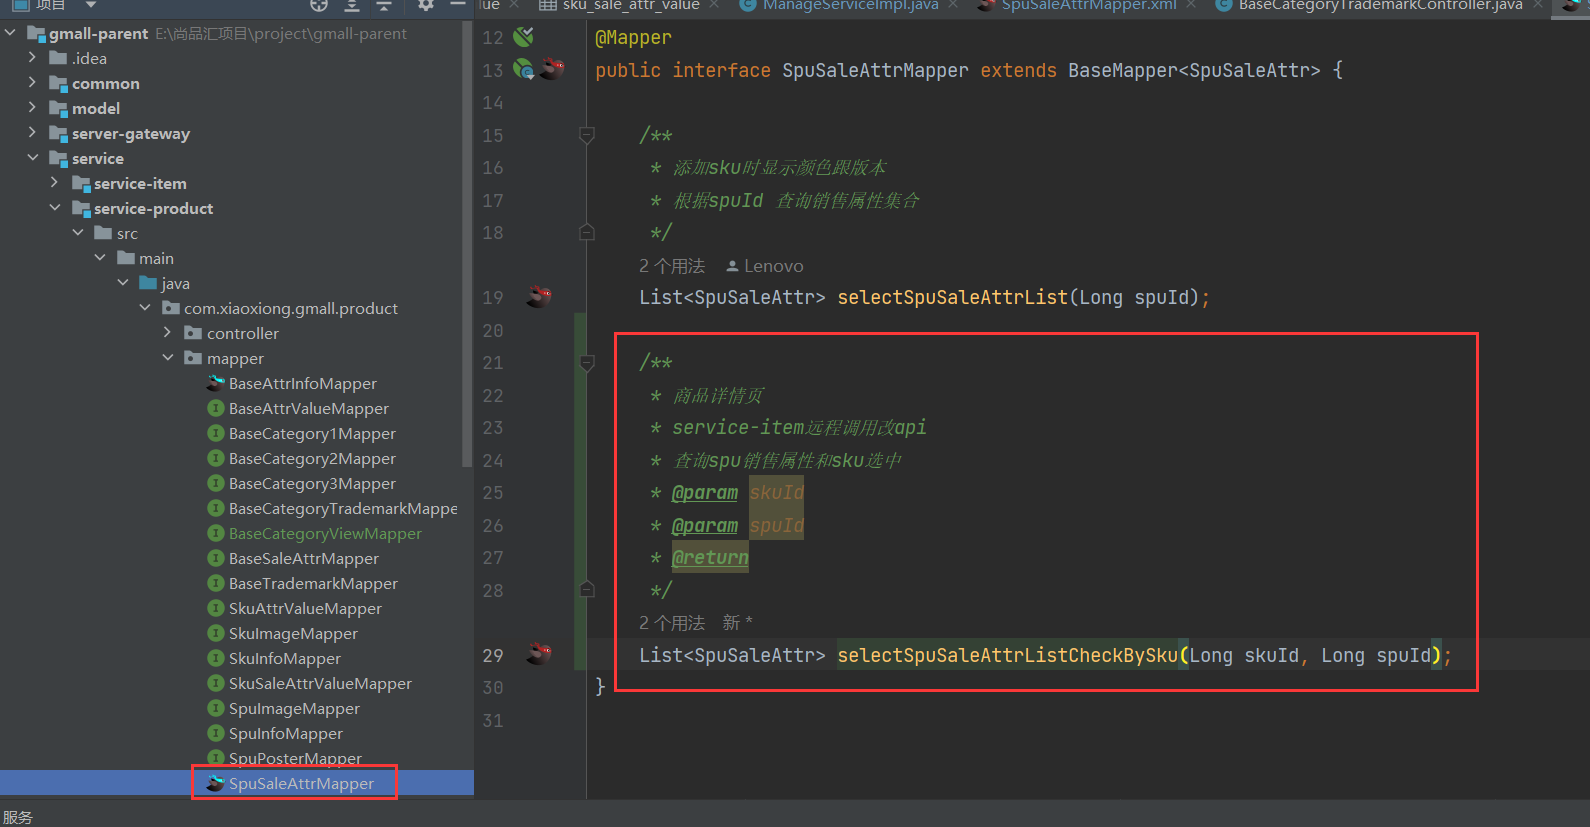 项目
lue
sku_sale_attr_value
ManageServiceImpl.java
SpuSaleAttrMapper.xml
BaseCategoryTrademarkController.java
gmall-parent E:\尚品汇项目\project\gmall-parent
.idea
common
model
server-gateway
service
service-item
service-product
src
main
java
com.xiaoxiong.gmall.product
controller
mapper
BaseAttrInfoMapper
BaseAttrValueMapper
BaseCategory1Mapper
BaseCategory2Mapper
BaseCategory3Mapper
BaseCategoryTrademarkMappe
BaseCategoryViewMapper
BaseSaleAttrMapper
BaseTrademarkMapper
SkuAttrValueMapper
SkuImageMapper
SkuInfoMapper
SkuSaleAttrValueMapper
SpuImageMapper
SpuInfoMapper
SpuPosterMapper
SpuSaleAttrMapper
服务
12 @Mapper
13 public interface SpuSaleAttrMapper extends BaseMapper<SpuSaleAttr> {
14
15 /**
16 * 添加sku时显示颜色跟版本
17 * 根据spuId 查询销售属性集合
18 */
2 个用法 Lenovo
19 List<SpuSaleAttr> selectSpuSaleAttrList(Long spuId);
20
21 /**
22 * 商品详情页
23 * service-item远程调用改api
24 * 查询spu销售属性和sku选中
25 * @param skuId
26 * @param spuId
27 * @return
28 */
2 个用法 新 *
29 List<SpuSaleAttr> selectSpuSaleAttrListCheckBySku(Long skuId, Long spuId);
30 }
31